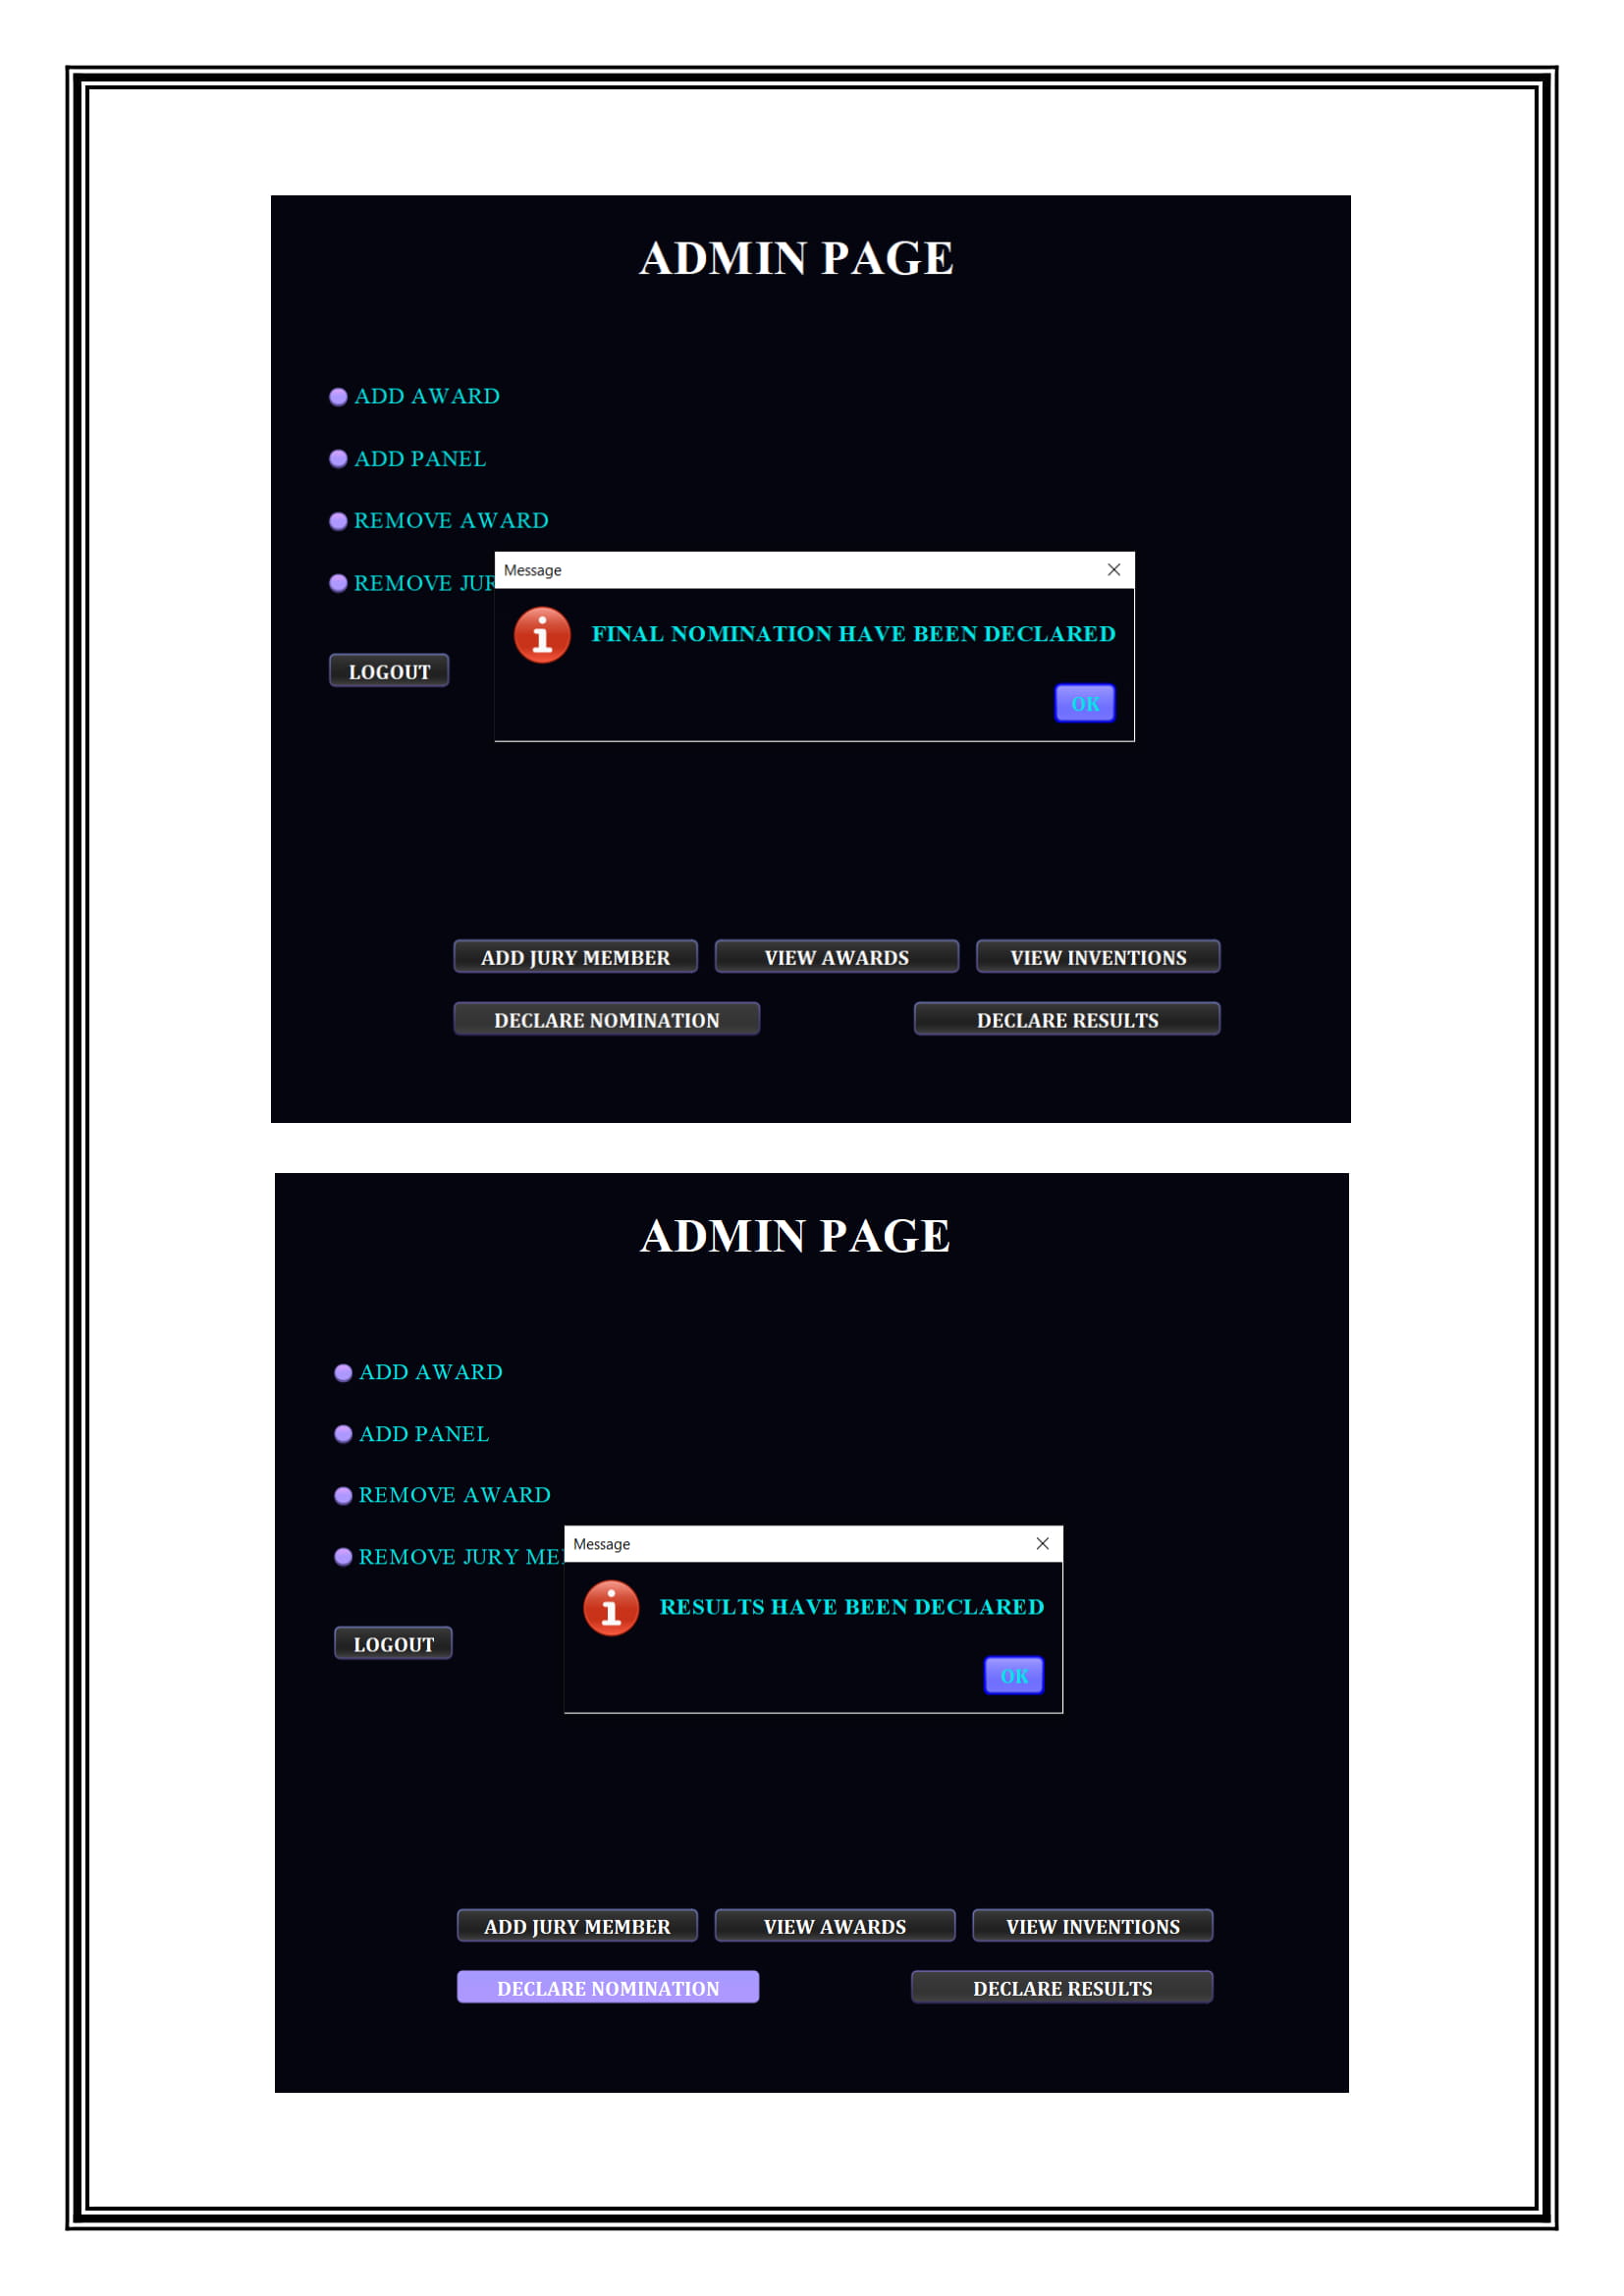 ADMIN PAGE
ADD AWARD
ADD PANEL
REMOVE AWARD
Message
REMOVE JUR
FINAL NOMINATION HAVE BEEN DECLARED
LOGOUT
OK
ADD JURY MEMBER VIEW AWARDS VIEW INVENTIONS
DECLARE NOMINATION DECLARE RESULTS
ADMIN PAGE
ADD AWARD
ADD PANEL
REMOVE AWARD
Message
REMOVE JURY ME
RESULTS HAVE BEEN DECLARED
LOGOUT
OK
ADD JURY MEMBER VIEW AWARDS VIEW INVENTIONS
DECLARE NOMINATION DECLARE RESULTS